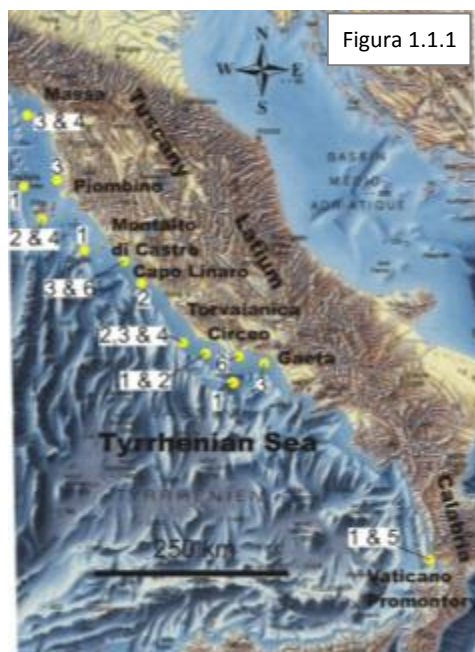 Figura 1.1.1
N
W E
S
Massa
3 & 4
Tuscany
BASSIN
ADRIATIQUE
3
Piombino
1
2 & 4
Montalto
di Castro
1
Latium
3 & 6
Capo Linaro
2
Torvaianica
2,3 & 4
Circeo
1 & 2
6
Gaeta
3
1
Tyrrhenian Sea
TYRRHENIEN
Calabria
250 km
1 & 5
Vaticano
Promontor